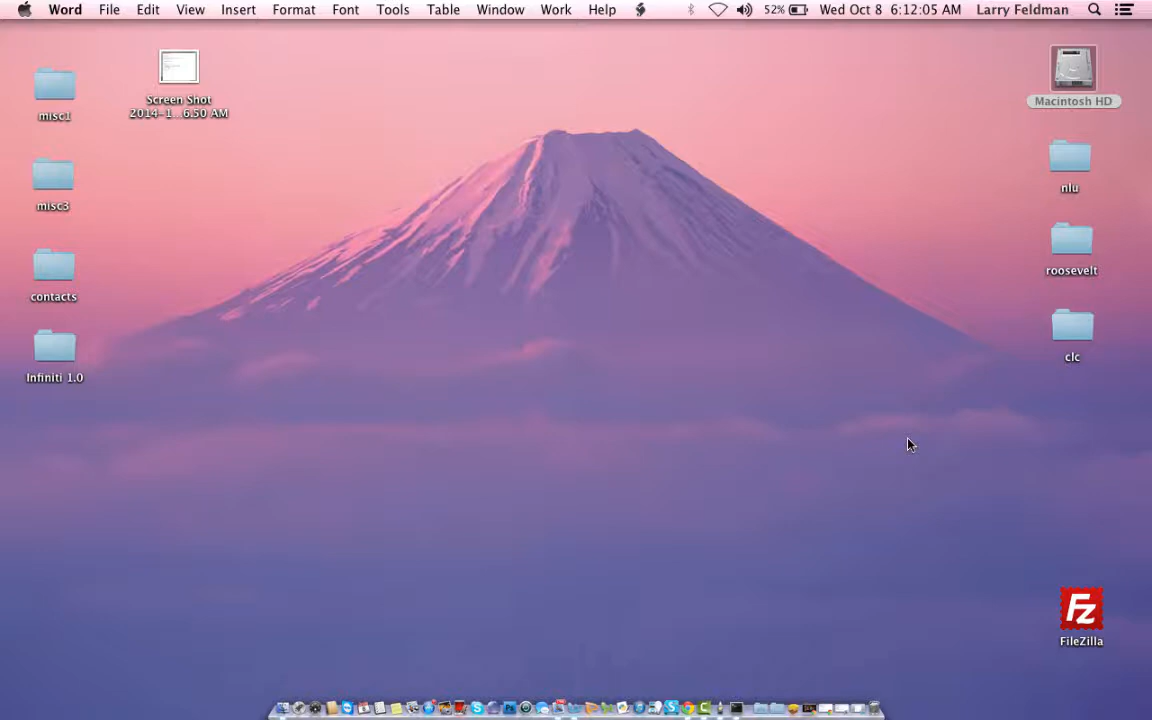 Word File Edit View Insert Format Font Tools Table Window Work Help 52% Wed Oct 8 6:12:05 AM Larry Feldman
misc1
Screen Shot
2014-1...6.50 AM
Macintosh HD
misc3
nlu
contacts
roosevelt
Infiniti 1.0
clc
Fz
FileZilla